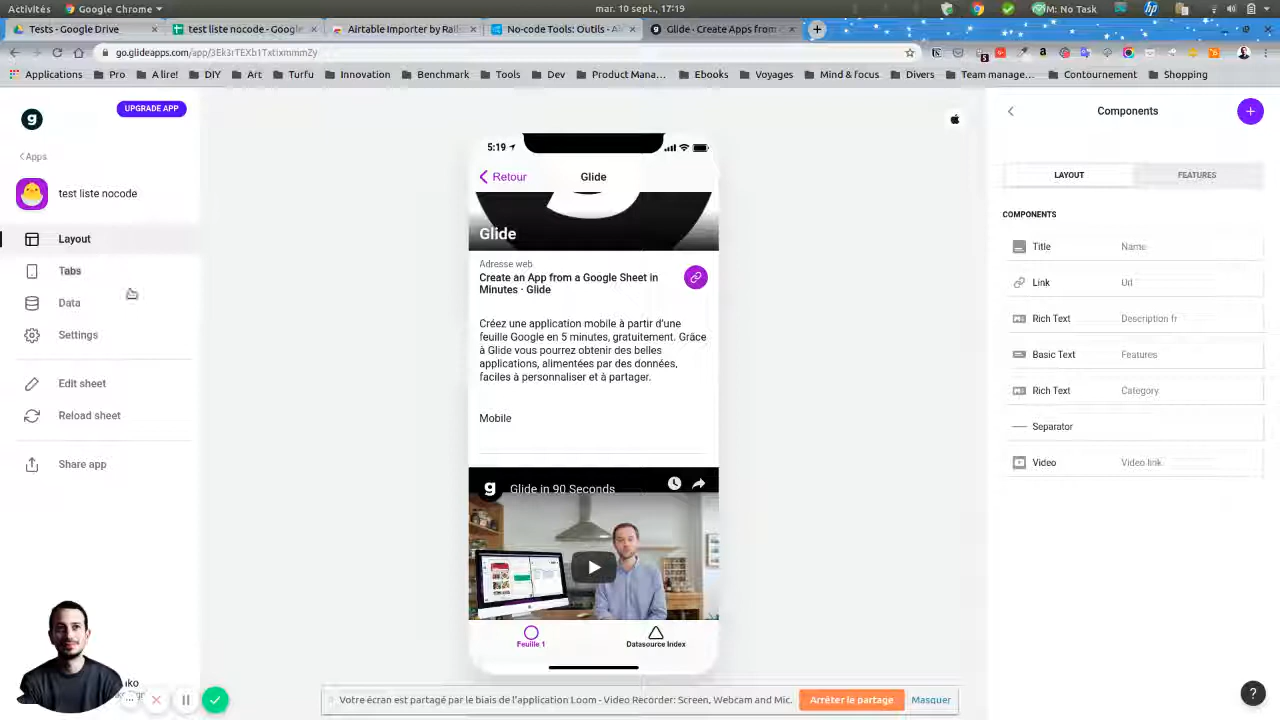 Activités
Google Chrome
mar. 10 sept., 17:19
M: No Task
Tests - Google Drive
test liste nocode - Google
Airtable Importer by Rail
No-code Tools: Outils - A
Glide · Create Apps from
go.glideapps.com/app/3Ek3rTEXb1TxtixmmmZy
Applications
Pro
A lire!
DIY
Art
Turfu
Innovation
Benchmark
Tools
Dev
Product Mana...
Ebooks
Voyages
Mind & focus
Divers
Team manage...
Contournement
Shopping
g
UPGRADE APP
Apps
test liste nocode
Layout
Tabs
Data
Settings
Edit sheet
Reload sheet
Share app
5:19
Retour
Glide
Glide
Adresse web
Create an App from a Google Sheet in
Minutes · Glide
Créez une application mobile à partir d'une
feuille Google en 5 minutes, gratuitement. Grâce
à Glide vous pourrez obtenir des belles
applications, alimentées par des données,
faciles à personnaliser et à partager.
Mobile
g Glide in 90 Seconds
Feuille 1
Datasource Index
Components
LAYOUT
FEATURES
COMPONENTS
Title Name
Link Url
Rich Text Description fr
Basic Text Features
Rich Text Category
Separator
Video Video link
Votre écran est partagé par le biais de l'application Loom - Video Recorder: Screen, Webcam and Mic.
Arrêter le partage
Masquer
?